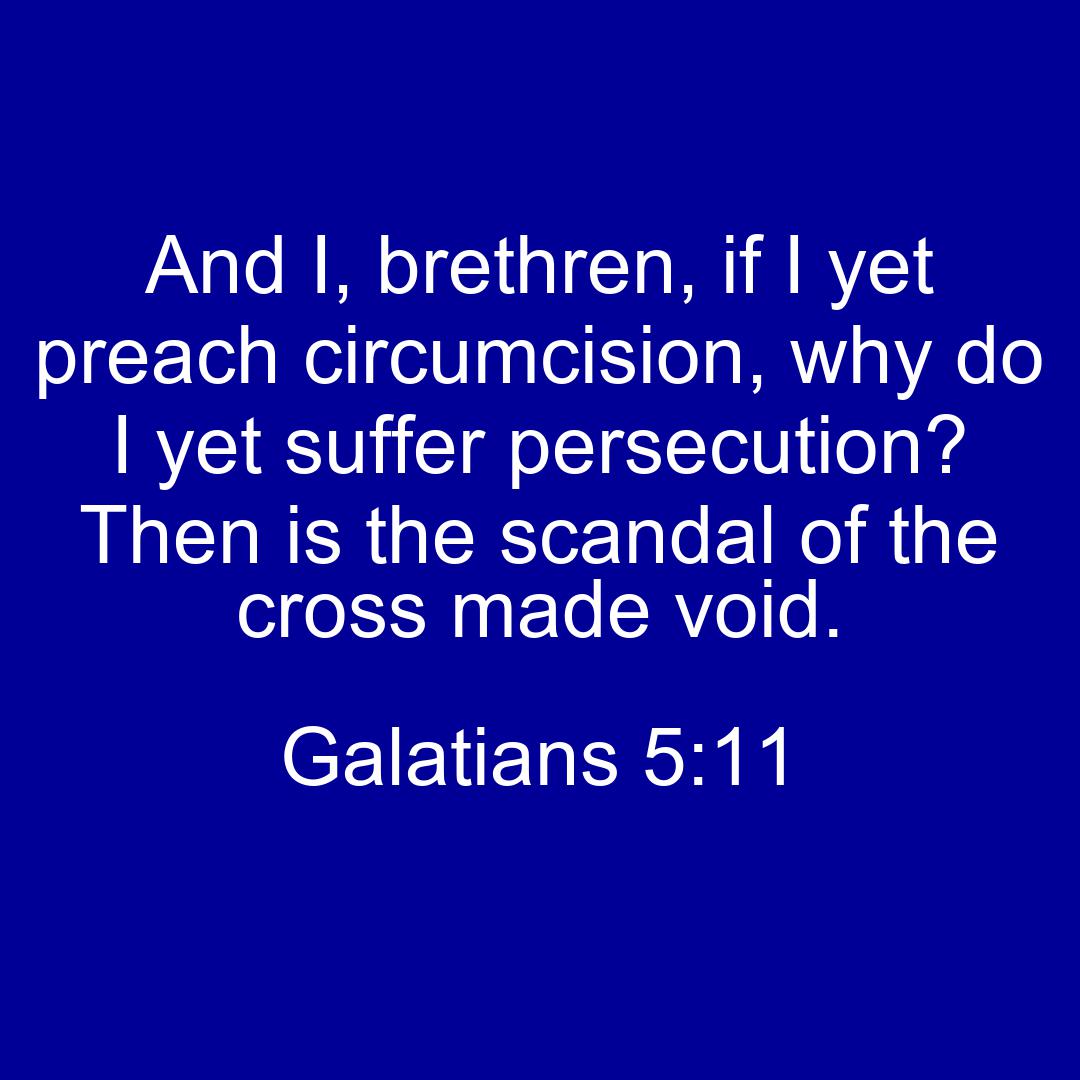 And I, brethren, if I yet
preach circumcision, why do
I yet suffer persecution?
Then is the scandal of the
cross made void.
Galatians 5:11